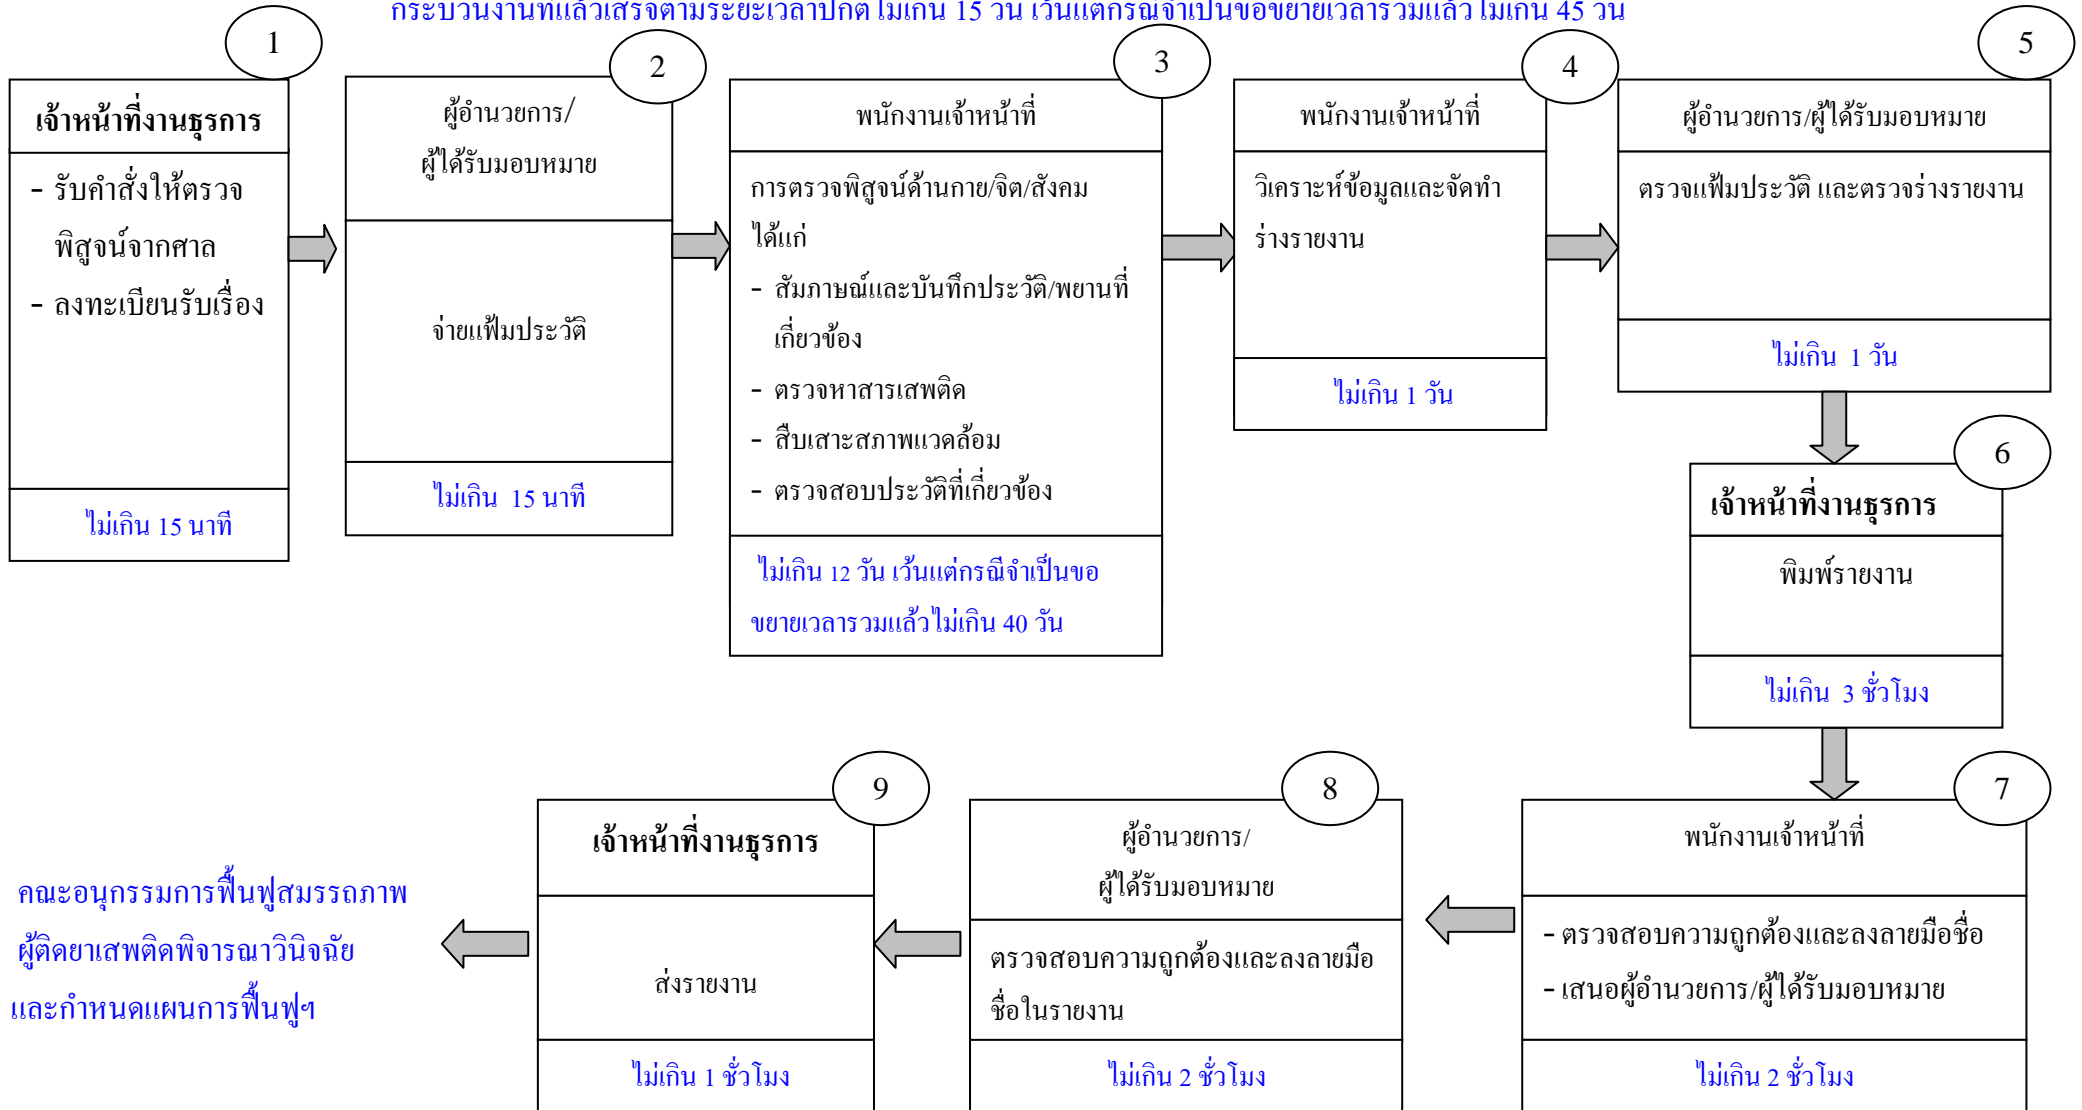 กระบวนงานที่แล้วเสร็จตามระยะเวลาปกติไม่เกิน 15 วัน เว้นแต่กรณีจำเป็นขอขยายเวลารวมแล้วไม่เกิน 45 วัน
1
เจ้าหน้าที่งานธุรการ
- รับคำสั่งให้ตรวจ
พิสูจน์จากศาล
- ลงทะเบียนรับเรื่อง
ไม่เกิน 15 นาที
2
ผู้อำนวยการ/
ผู้ได้รับมอบหมาย
จ่ายแฟ้มประวัติ
ไม่เกิน 15 นาที
3
พนักงานเจ้าหน้าที่
การตรวจพิสูจน์ด้านกาย/จิต/สังคม
ได้แก่
- สัมภาษณ์และบันทึกประวัติ/พยานที่
เกี่ยวข้อง
- ตรวจหาสารเสพติด
- สืบเสาะสภาพแวดล้อม
- ตรวจสอบประวัติที่เกี่ยวข้อง
ไม่เกิน 12 วัน เว้นแต่กรณีจำเป็นขอ
ขยายเวลารวมแล้วไม่เกิน 40 วัน
4
พนักงานเจ้าหน้าที่
วิเคราะห์ข้อมูลและจัดทำ
ร่างรายงาน
ไม่เกิน 1 วัน
5
ผู้อำนวยการ/ผู้ได้รับมอบหมาย
ตรวจแฟ้มประวัติ และตรวจร่างรายงาน
ไม่เกิน 1 วัน
6
เจ้าหน้าที่งานธุรการ
พิมพ์รายงาน
ไม่เกิน 3 ชั่วโมง
7
พนักงานเจ้าหน้าที่
- ตรวจสอบความถูกต้องและลงลายมือชื่อ
- เสนอผู้อำนวยการ/ผู้ได้รับมอบหมาย
ไม่เกิน 2 ชั่วโมง
8
ผู้อำนวยการ/
ผู้ได้รับมอบหมาย
ตรวจสอบความถูกต้องและลงลายมือ
ชื่อในรายงาน
ไม่เกิน 2 ชั่วโมง
9
เจ้าหน้าที่งานธุรการ
ส่งรายงาน
ไม่เกิน 1 ชั่วโมง
คณะอนุกรรมการฟื้นฟูสมรรถภาพ
ผู้ติดยาเสพติดพิจารณาวินิจฉัย
และกำหนดแผนการฟื้นฟูฯ